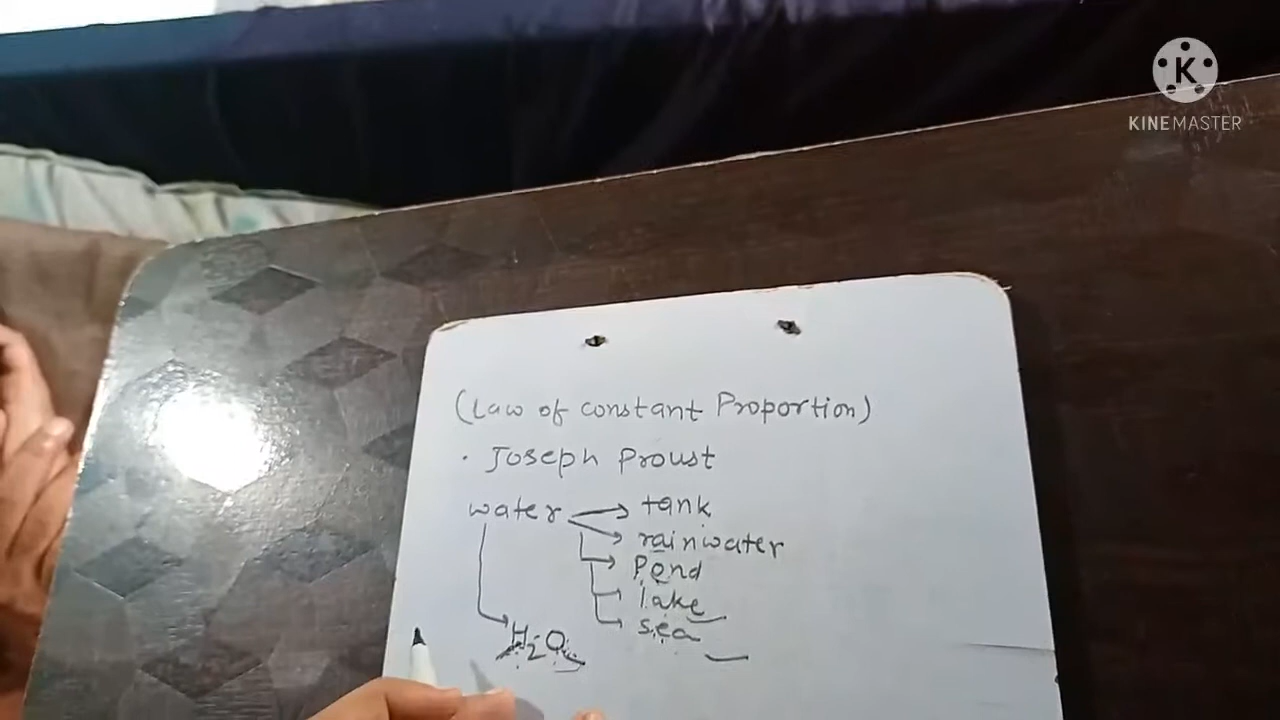 K
KINEMASTER
(Law of constant Proportion)
. Joseph Proust
water → tank
→ rainwater
→ Pond
→ lake
→ sea
H2O